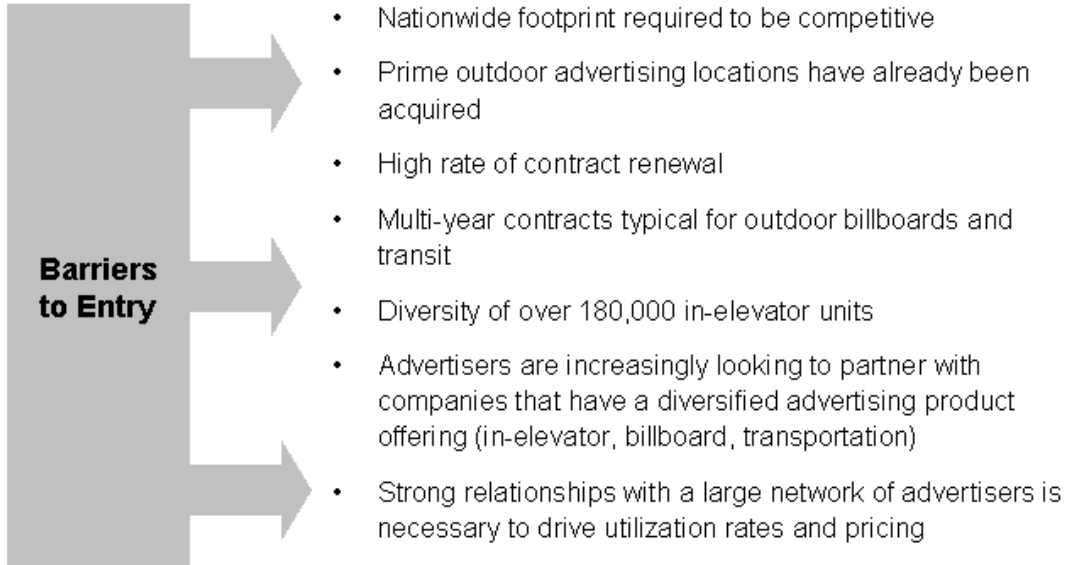 Barriers
to Entry
• Nationwide footprint required to be competitive
• Prime outdoor advertising locations have already been
acquired
• High rate of contract renewal
• Multi-year contracts typical for outdoor billboards and
transit
• Diversity of over 180,000 in-elevator units
• Advertisers are increasingly looking to partner with
companies that have a diversified advertising product
offering (in-elevator, billboard, transportation)
• Strong relationships with a large network of advertisers is
necessary to drive utilization rates and pricing